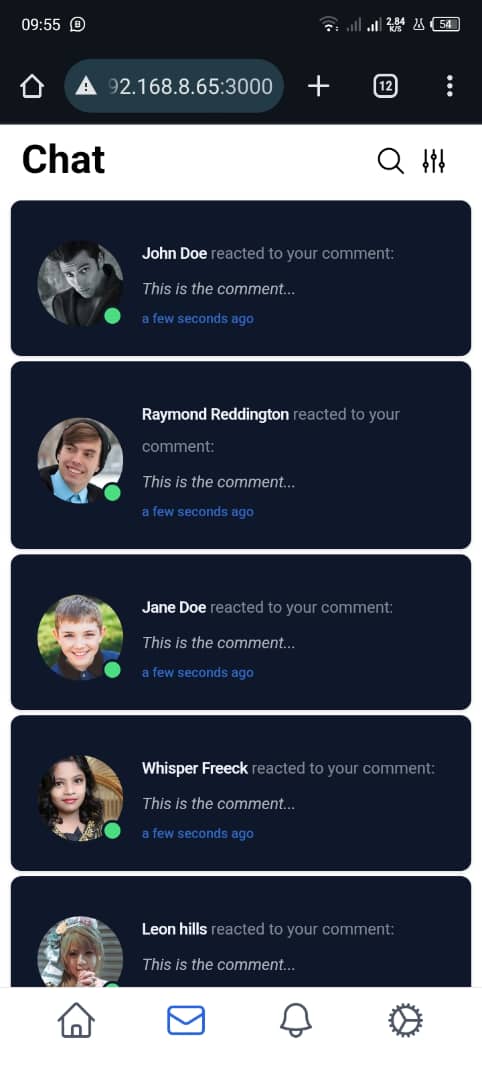 09:55
2.84
K/S
54
92.168.8.65:3000
12
Chat
John Doe reacted to your comment:
This is the comment...
a few seconds ago
Raymond Reddington reacted to your
comment:
This is the comment...
a few seconds ago
Jane Doe reacted to your comment:
This is the comment...
a few seconds ago
Whisper Freeck reacted to your comment:
This is the comment...
a few seconds ago
Leon hills reacted to your comment:
This is the comment...